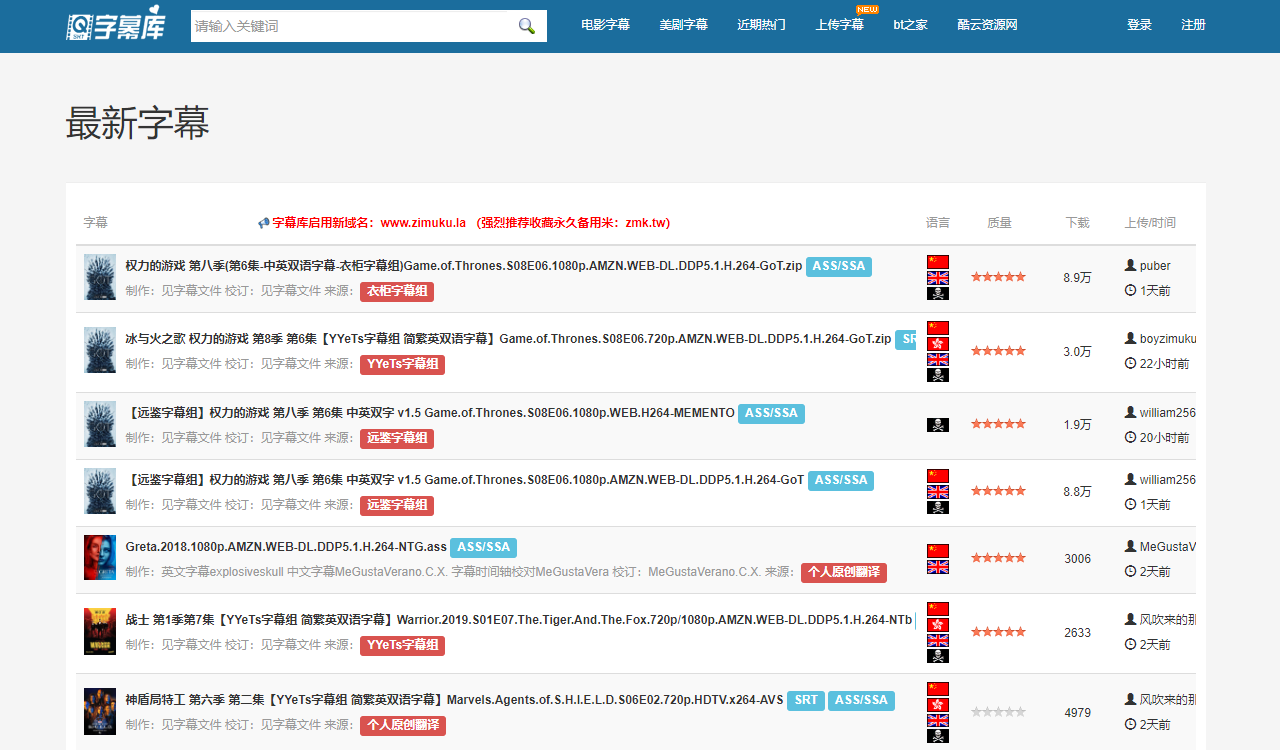 字幕库
请输入关键词
电影字幕 美剧字幕 近期热门 上传字幕 NEW bt之家 酷云资源网 登录 注册
最新字幕
字幕 字幕库启用新域名：www.zimuku.la （强烈推荐收藏永久备用米：zmk.tw） 语言 质量 下载 上传/时间
权力的游戏 第八季(第6集-中英双语字幕-衣柜字幕组)Game.of.Thrones.S08E06.1080p.AMZN.WEB-DL.DDP5.1.H.264-GoT.zip ASS/SSA 8.9万 puber
制作：见字幕文件 校订：见字幕文件 来源： 衣柜字幕组 1天前
冰与火之歌 权力的游戏 第8季 第6集【YYeTs字幕组 简繁英双语字幕】Game.of.Thrones.S08E06.720p.AMZN.WEB-DL.DDP5.1.H.264-GoT.zip SR 3.0万 boyzimuku
制作：见字幕文件 校订：见字幕文件 来源： YYeTs字幕组 22小时前
【远鉴字幕组】权力的游戏 第八季 第6集 中英双字 v1.5 Game.of.Thrones.S08E06.1080p.WEB.H264-MEMENTO ASS/SSA 1.9万 william256
制作：见字幕文件 校订：见字幕文件 来源： 远鉴字幕组 20小时前
【远鉴字幕组】权力的游戏 第八季 第6集 中英双字 v1.5 Game.of.Thrones.S08E06.1080p.AMZN.WEB-DL.DDP5.1.H.264-GoT ASS/SSA 8.8万 william256
制作：见字幕文件 校订：见字幕文件 来源： 远鉴字幕组 1天前
Greta.2018.1080p.AMZN.WEB-DL.DDP5.1.H.264-NTG.ass ASS/SSA 3006 MeGustaV
制作：英文字幕explosiveskull 中文字幕MeGustaVerano.C.X. 字幕时间轴校对MeGustaVera 校订：MeGustaVerano.C.X. 来源： 个人原创翻译 2天前
战士 第1季第7集【YYeTs字幕组 简繁英双语字幕】Warrior.2019.S01E07.The.Tiger.And.The.Fox.720p/1080p.AMZN.WEB-DL.DDP5.1.H.264-NTb 2633 风吹来的那
制作：见字幕文件 校订：见字幕文件 来源： YYeTs字幕组 2天前
神盾局特工 第六季 第二集【YYeTs字幕组 简繁英双语字幕】Marvels.Agents.of.S.H.I.E.L.D.S06E02.720p.HDTV.x264-AVS SRT ASS/SSA 4979 风吹来的那
制作：见字幕文件 校订：见字幕文件 来源： 个人原创翻译 2天前